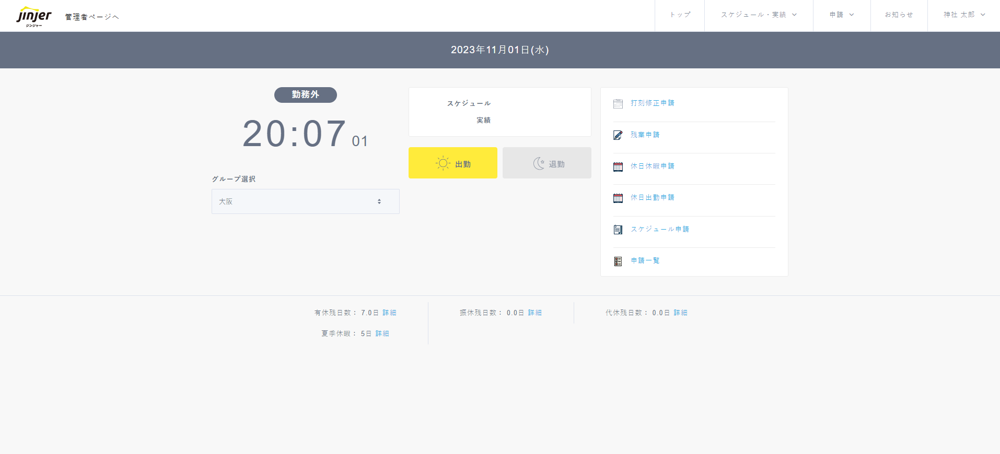 jinjer
ジンジャー
管理者ページへ
トップ
スケジュール・実績
申請
お知らせ
神社 太郎
2023年11月01日(水)
勤務外
20:07 01
グループ選択
大阪
スケジュール
実績
出勤
退勤
打刻修正申請
残業申請
休日休暇申請
休日出勤申請
スケジュール申請
申請一覧
有休残日数： 7.0日 詳細
振休残日数： 0.0日 詳細
代休残日数： 0.0日 詳細
夏季休暇： 5日 詳細